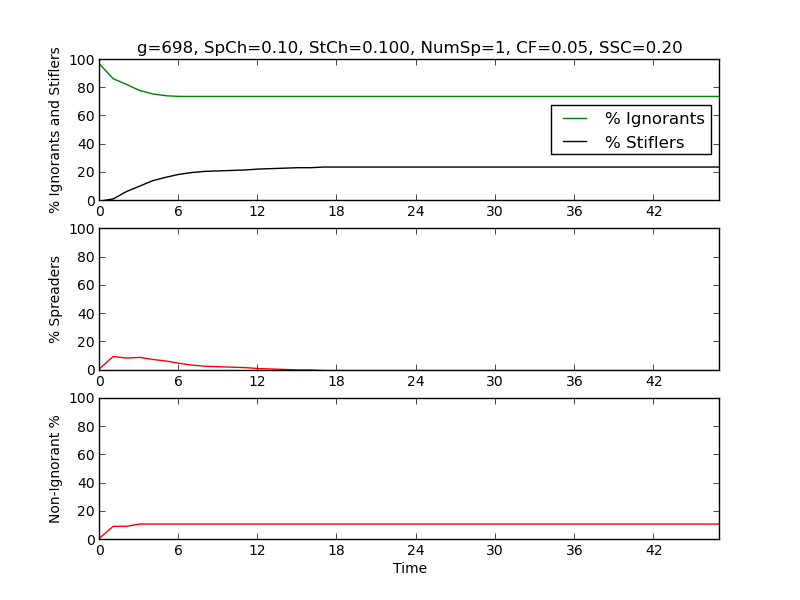 g=698, SpCh=0.10, StCh=0.100, NumSp=1, CF=0.05, SSC=0.20
% Ignorants and Stiflers
100
80
60
40
20
0
% Ignorants
% Stiflers
0 6 12 18 24 30 36 42
% Spreaders
100
80
60
40
20
0
0 6 12 18 24 30 36 42
Non-Ignorant %
100
80
60
40
20
0
0 6 12 18 24 30 36 42
Time